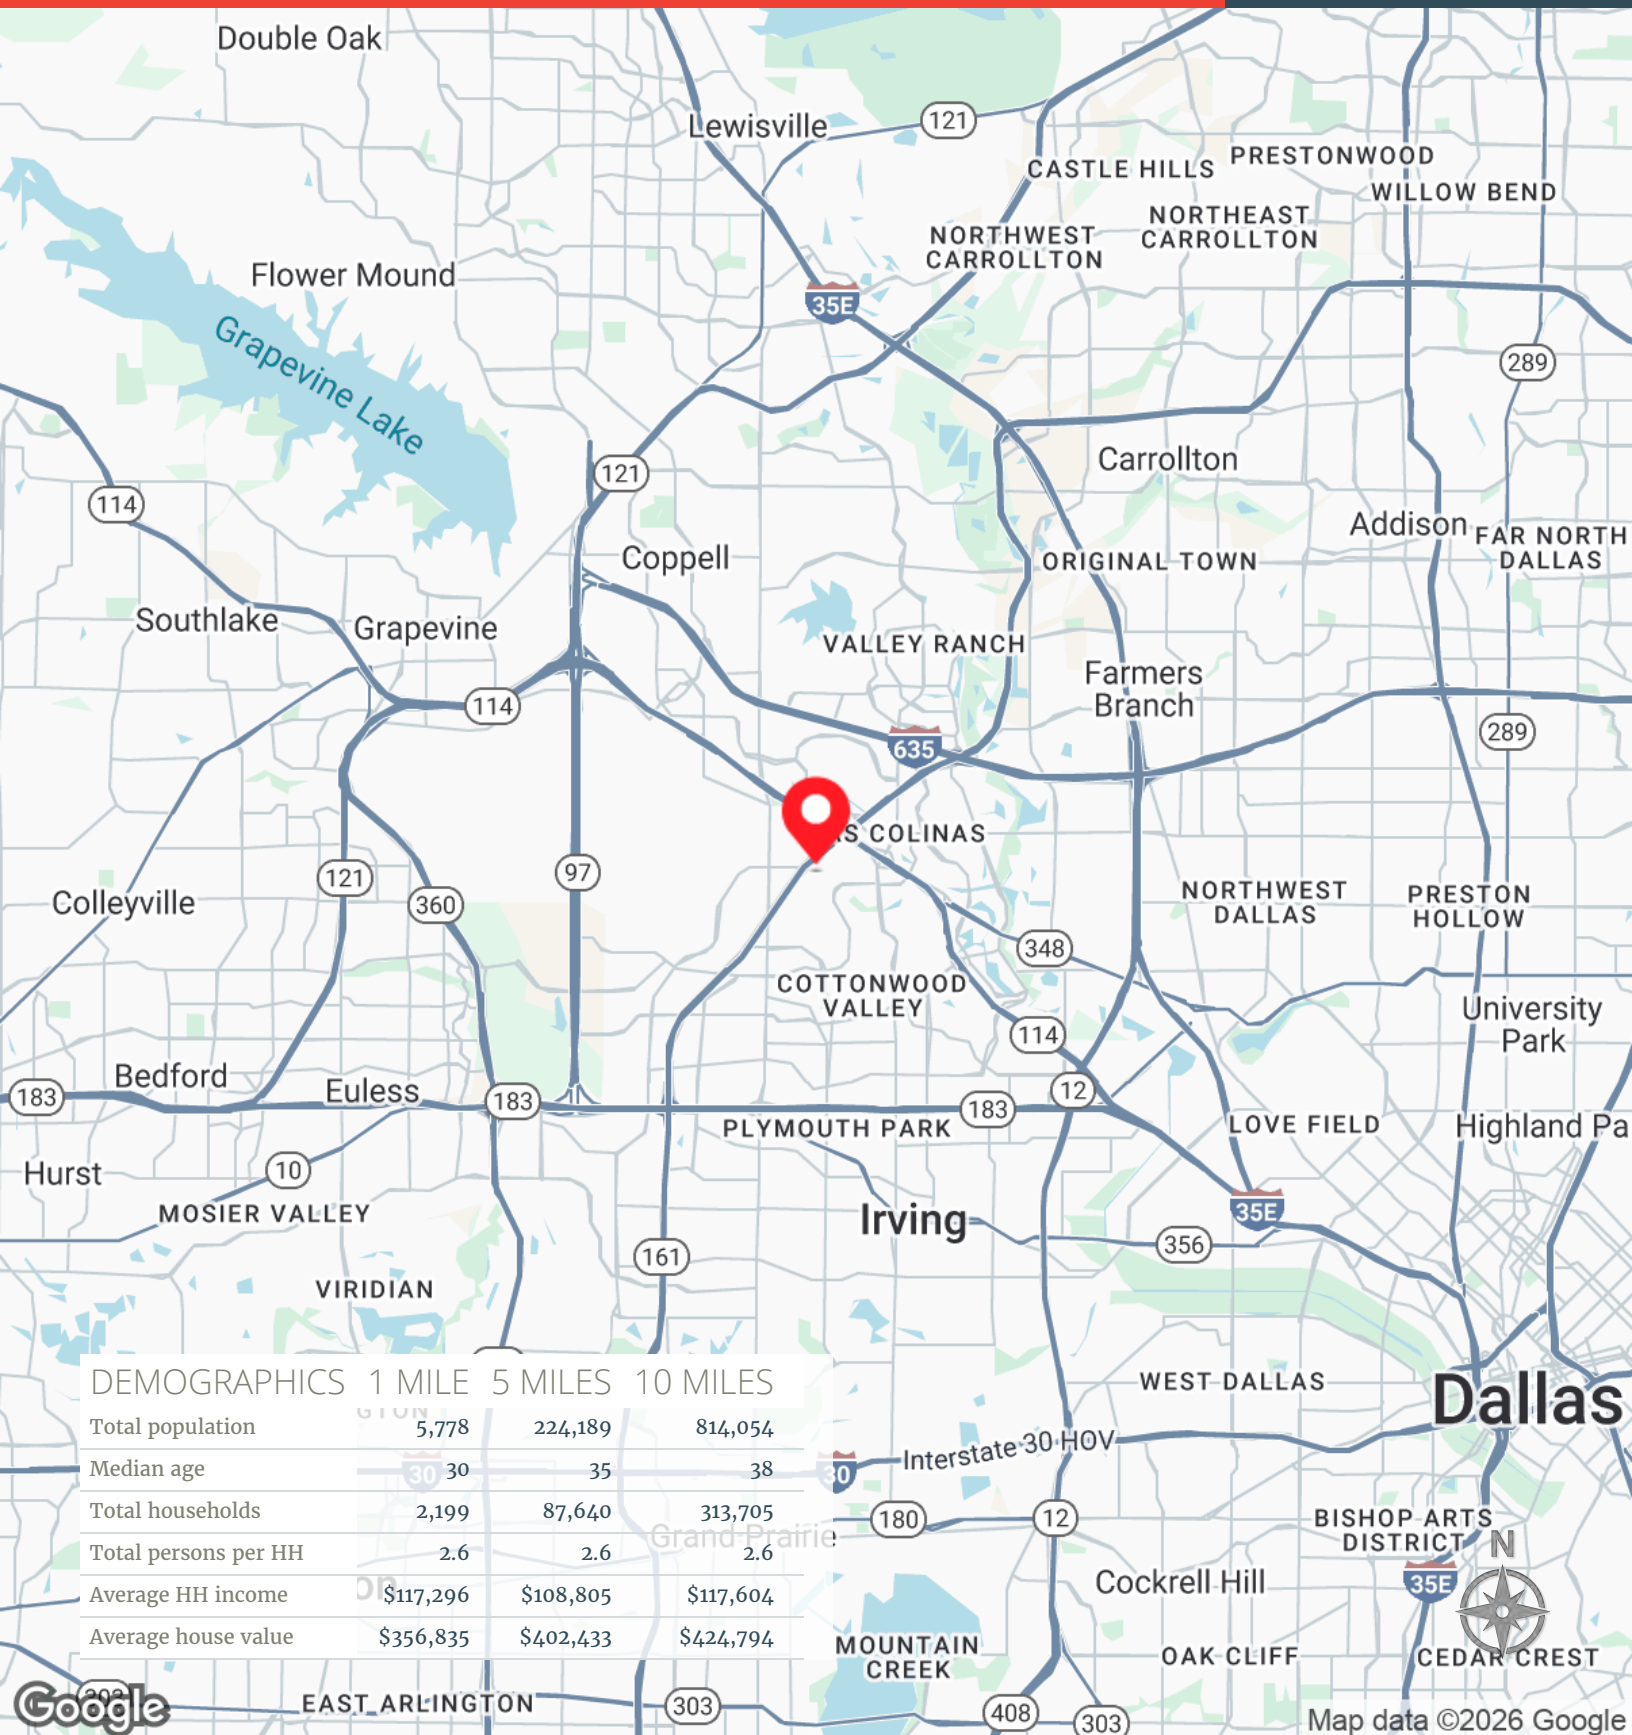 Double Oak
Lewisville
121
CASTLE HILLS
PRESTONWOOD
WILLOW BEND
NORTHEAST
CARROLLTON
NORTHWEST
CARROLLTON
Flower Mound
35E
Grapevine Lake
289
121
Carrollton
114
Addison
FAR NORTH
DALLAS
Coppell
ORIGINAL TOWN
Southlake
Grapevine
VALLEY RANCH
Farmers
Branch
114
635
289
AS COLINAS
121
97
Colleyville
360
NORTHWEST
DALLAS
PRESTON
HOLLOW
348
COTTONWOOD
VALLEY
University
Park
114
Bedford
Euless
183
183
12
183
PLYMOUTH PARK
LOVE FIELD
Highland Pa
Hurst
10
MOSIER VALLEY
Irving
35E
356
161
VIRIDIAN
WEST DALLAS
Dallas
DEMOGRAPHICS 1 MILE 5 MILES 10 MILES
GTON
Total population 5,778 224,189 814,054
Median age 30 35 38
30
30
Interstate 30 HOV
Total households 2,199 87,640 313,705
Grand Prairie
180
12
BISHOP ARTS
DISTRICT
N
Total persons per HH 2.6 2.6 2.6
on
Average HH income $117,296 $108,805 $117,604
Cockrell Hill
35E
Average house value $356,835 $402,433 $424,794
MOUNTAIN
CREEK
OAK CLIFF
CEDAR CREST
Google
303
EAST ARLINGTON
303
408
303
Map data ©2026 Google